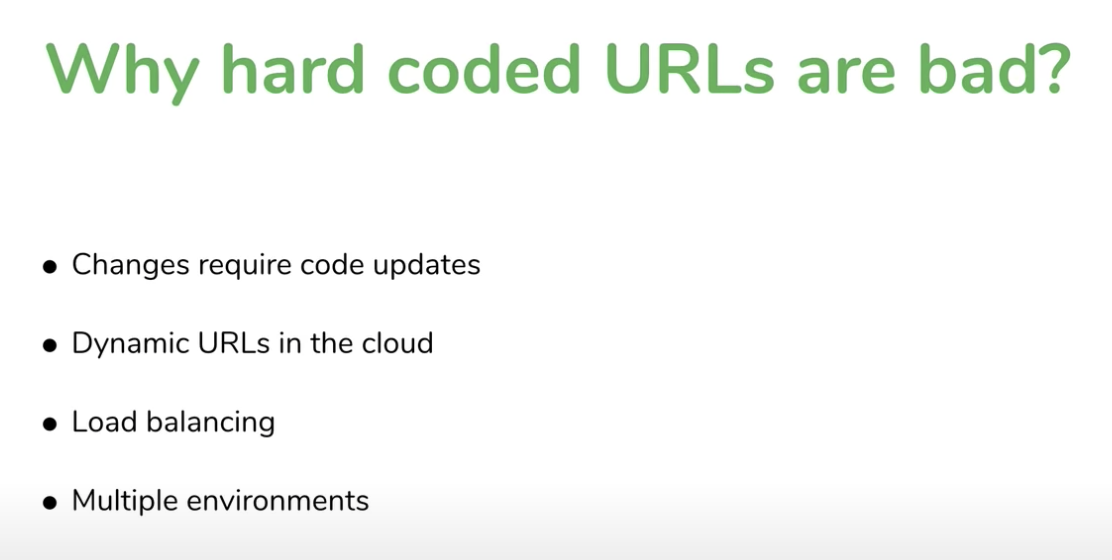 Why hard coded URLs are bad?
• Changes require code updates
• Dynamic URLs in the cloud
• Load balancing
• Multiple environments